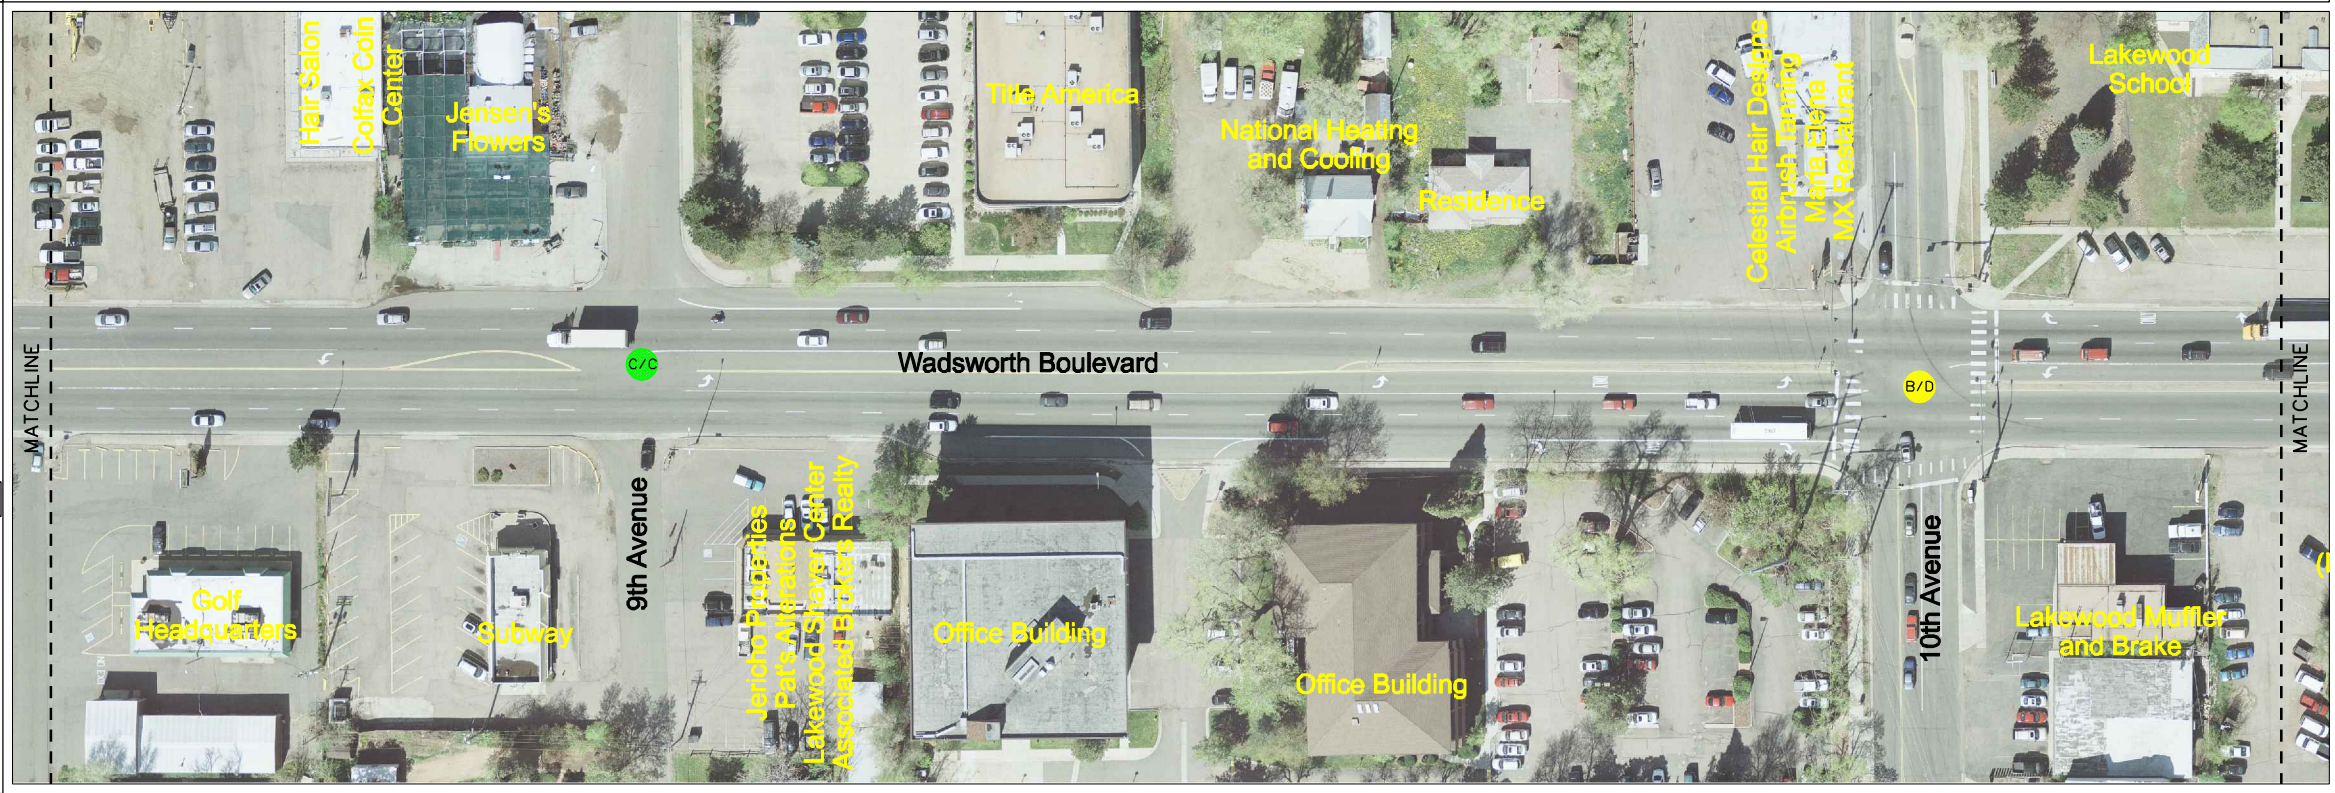 Hair Salon
Colfax Coin
Center
Jensen's
Flowers
Title America
National Heating
and Cooling
Residence
Celestial Hair Designs
Airbrush Tanning
Maria Elena
MX Restaurant
Lakewood
School
MATCHLINE
C/C
Wadsworth Boulevard
B/D
MATCHLINE
9th Avenue
10th Avenue
Golf
Headquarters
Subway
Jericho Properties
Pat's Alterations
Lakewood Shaver Center
Associated Brokers Realty
Office Building
Office Building
Lakewood Muffler
and Brake